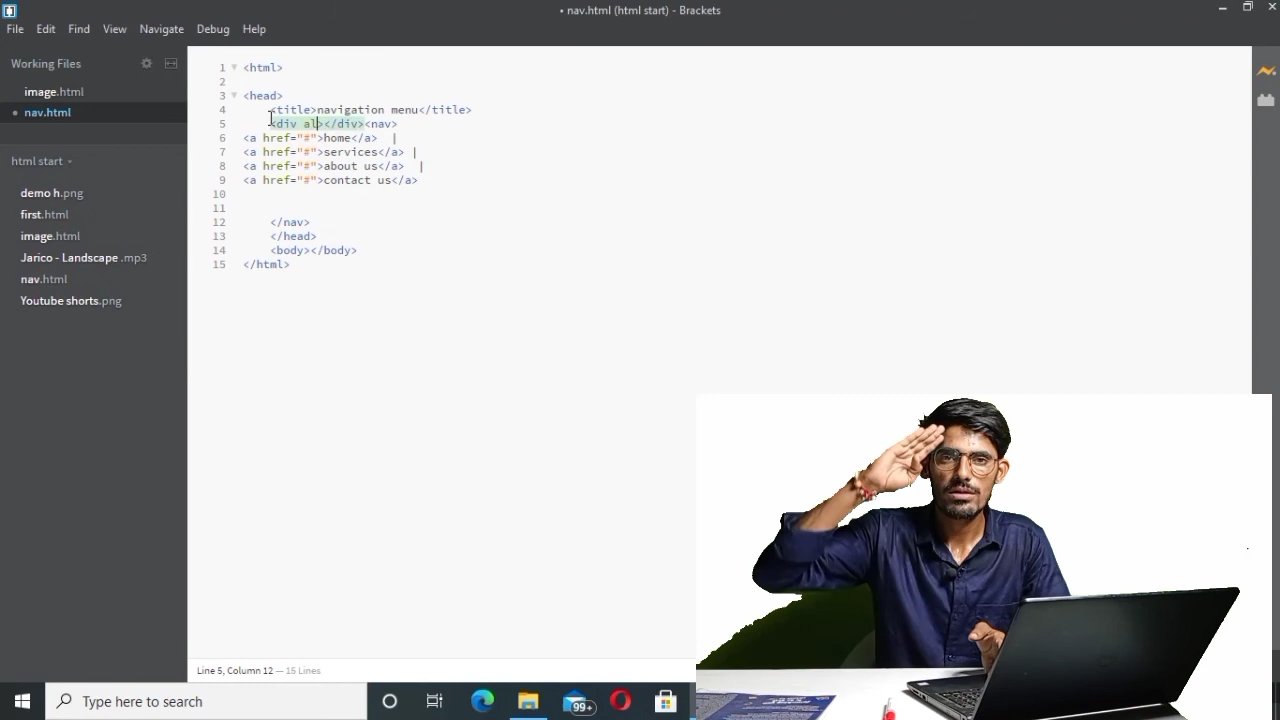 • nav.html (html start) - Brackets
File Edit Find View Navigate Debug Help
Working Files
image.html
• nav.html
html start
demo h.png
first.html
image.html
Jarico - Landscape .mp3
nav.html
Youtube shorts.png
1 <html>
2
3 <head>
4 <title>navigation menu</title>
5 <div al></div><nav>
6 <a href="#">home</a> |
7 <a href="#">services</a> |
8 <a href="#">about us</a> |
9 <a href="#">contact us</a>
10
11
12 </nav>
13 </head>
14 <body></body>
15 </html>
Line 5, Column 12 — 15 Lines
Type here to search
99+